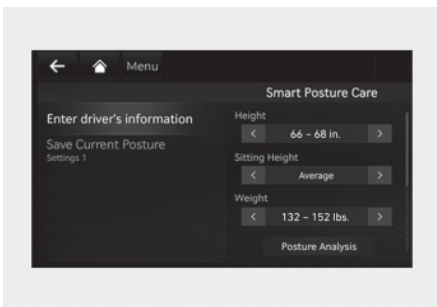 Menu
Smart Posture Care
Enter driver's information
Save Current Posture
Settings 1
Height
66 – 68 in.
Sitting Height
Average
Weight
132 – 152 lbs.
Posture Analysis